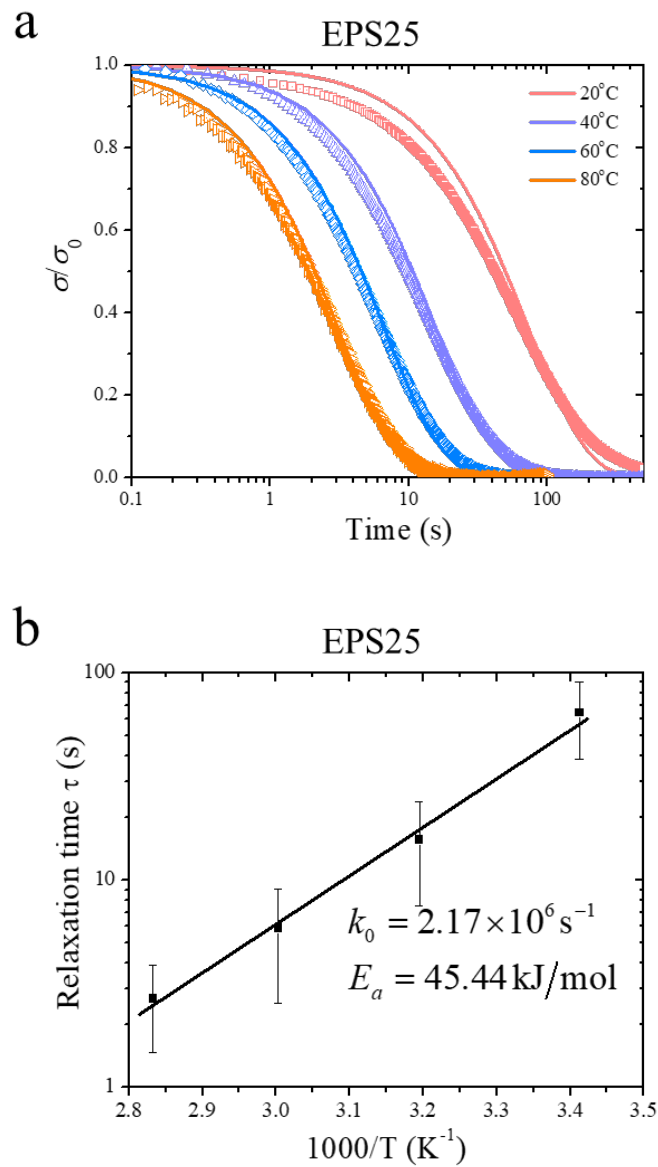 a
EPS25
1.0
0.8
0.6
0.4
0.2
0.0
σ/σ₀
20°C
40°C
60°C
80°C
0.1
1
10
100
Time (s)
b
EPS25
100
10
1
Relaxation time τ (s)
k₀ = 2.17×10⁶ s⁻¹
Eₐ = 45.44 kJ/mol
2.8
2.9
3.0
3.1
3.2
3.3
3.4
3.5
1000/T (K⁻¹)